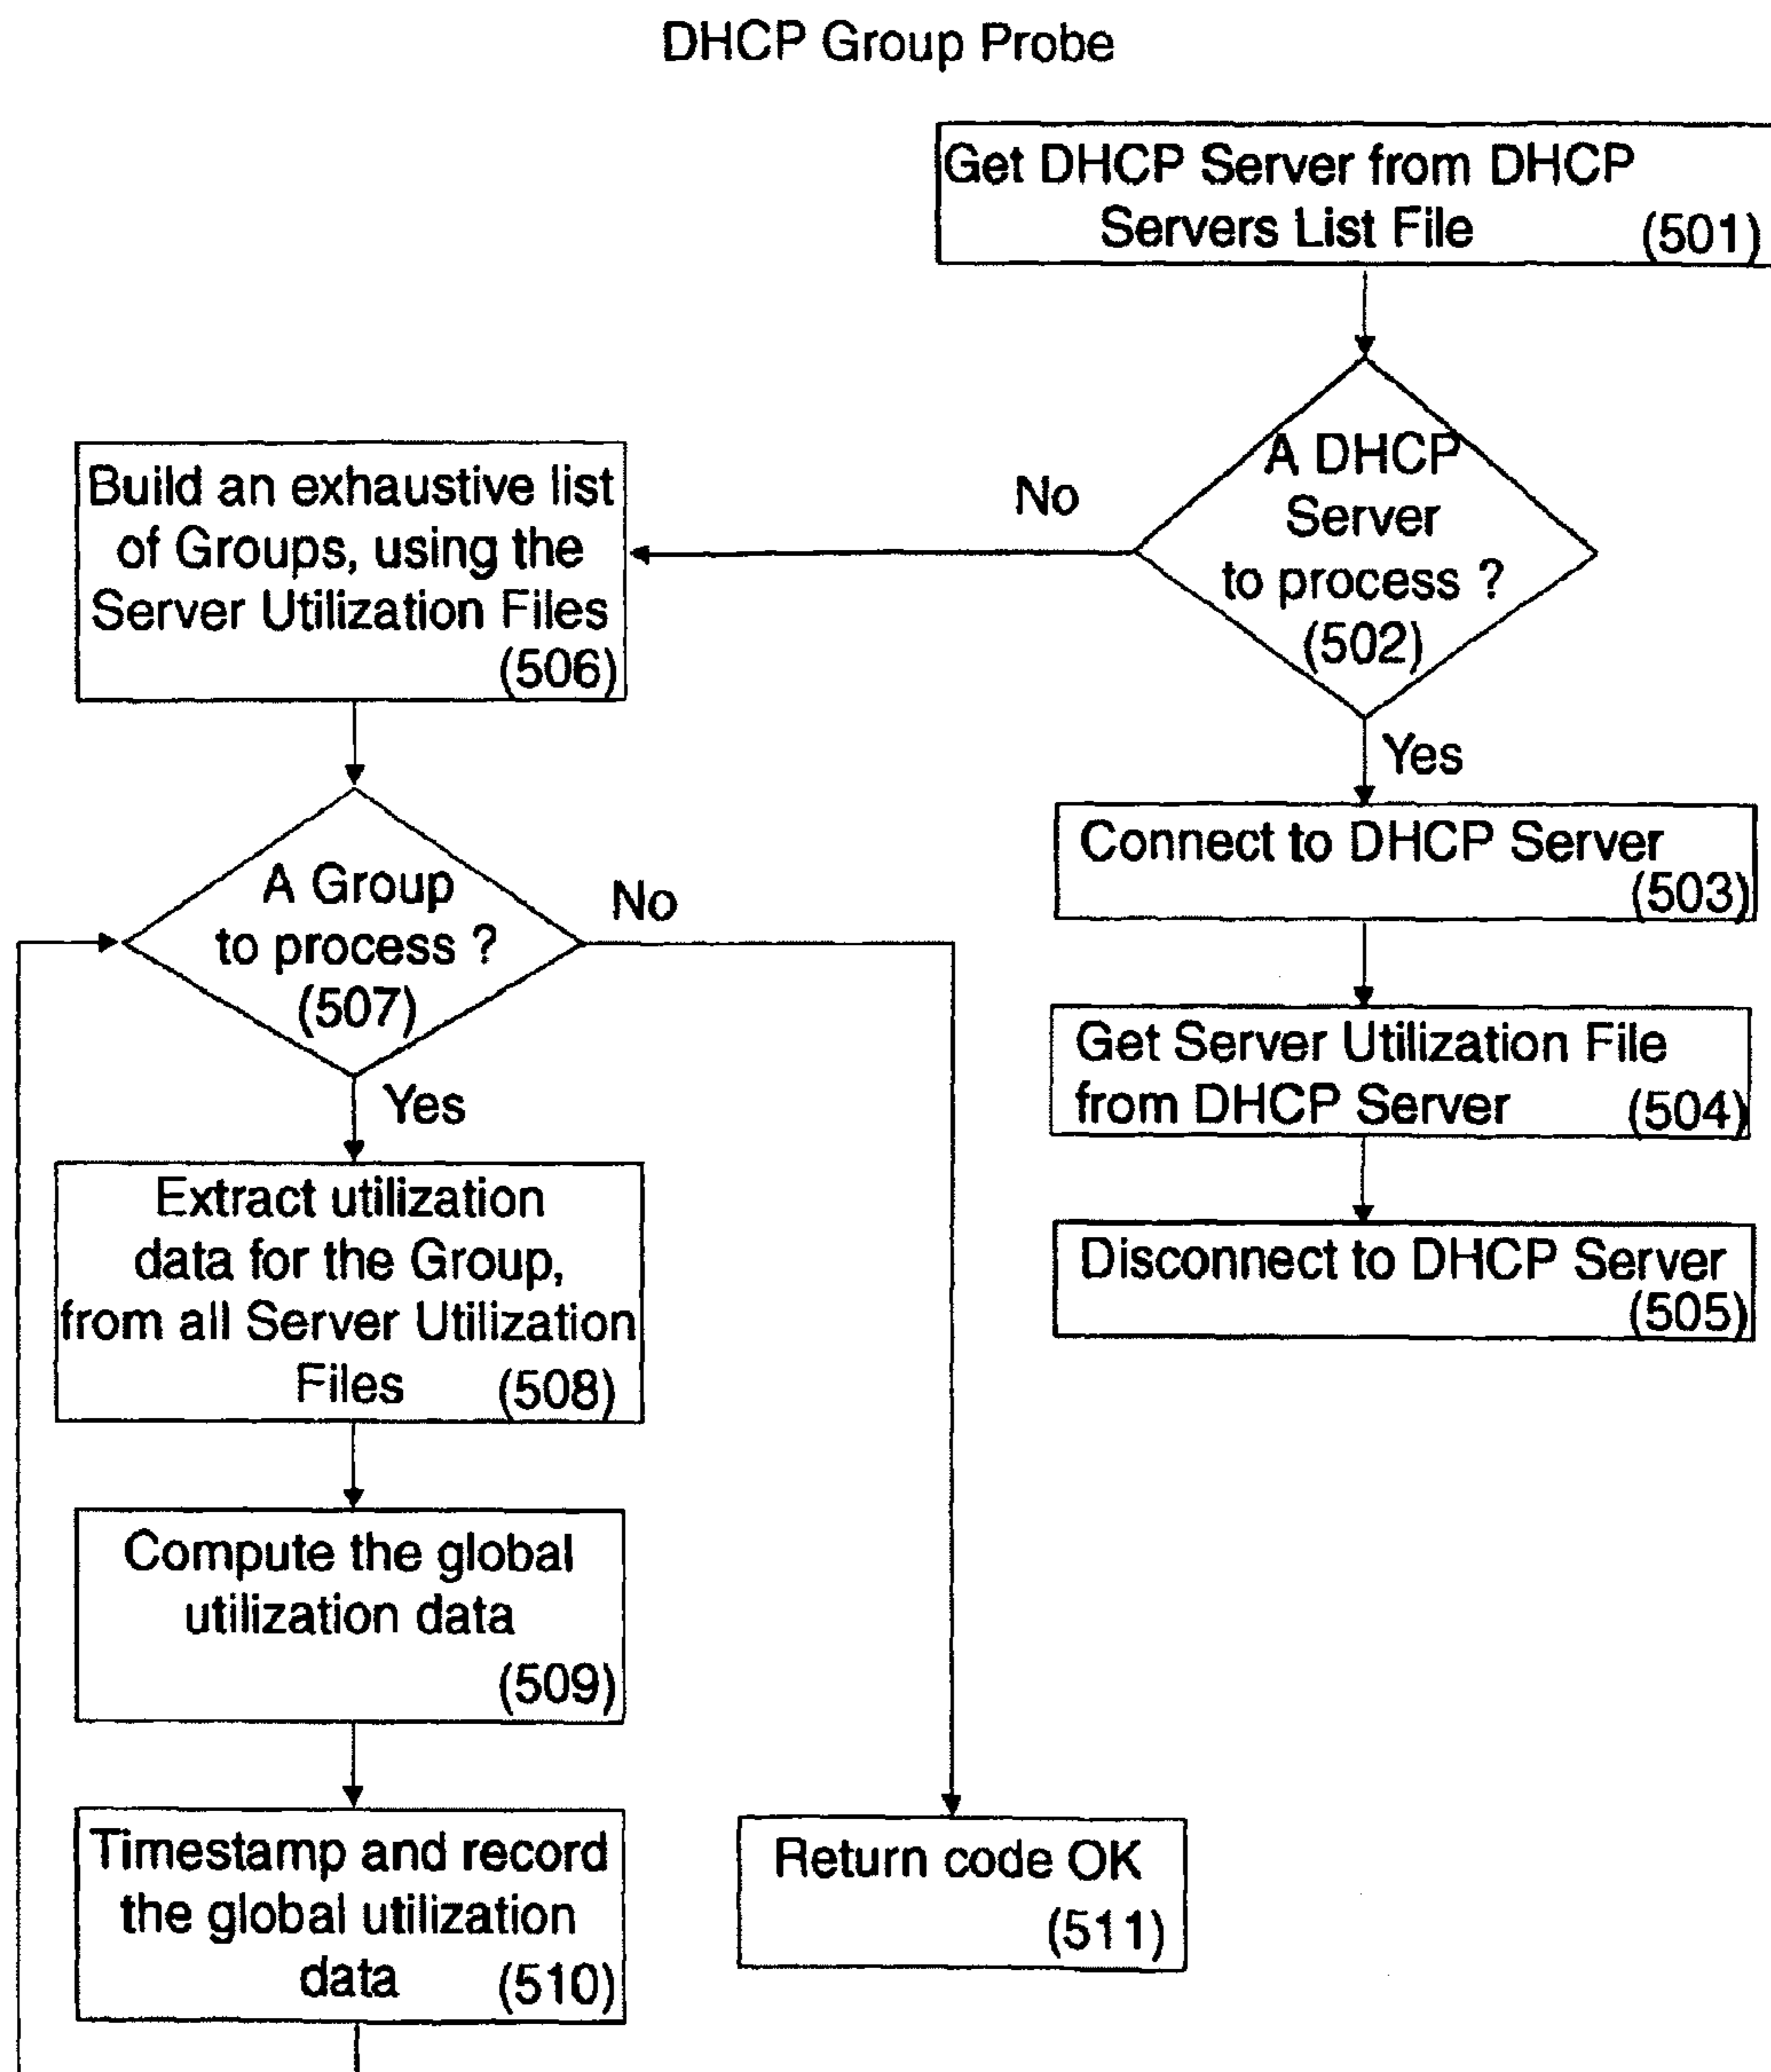 DHCP Group Probe
Get DHCP Server from DHCP
Servers List File (501)
A DHCP
Server
to process ?
(502)
No
Yes
Connect to DHCP Server
(503)
Get Server Utilization File
from DHCP Server (504)
Disconnect to DHCP Server
(505)
Build an exhaustive list
of Groups, using the
Server Utilization Files
(506)
A Group
to process ?
(507)
No
Yes
Extract utilization
data for the Group,
from all Server Utilization
Files (508)
Compute the global
utilization data
(509)
Timestamp and record
the global utilization
data (510)
Return code OK
(511)